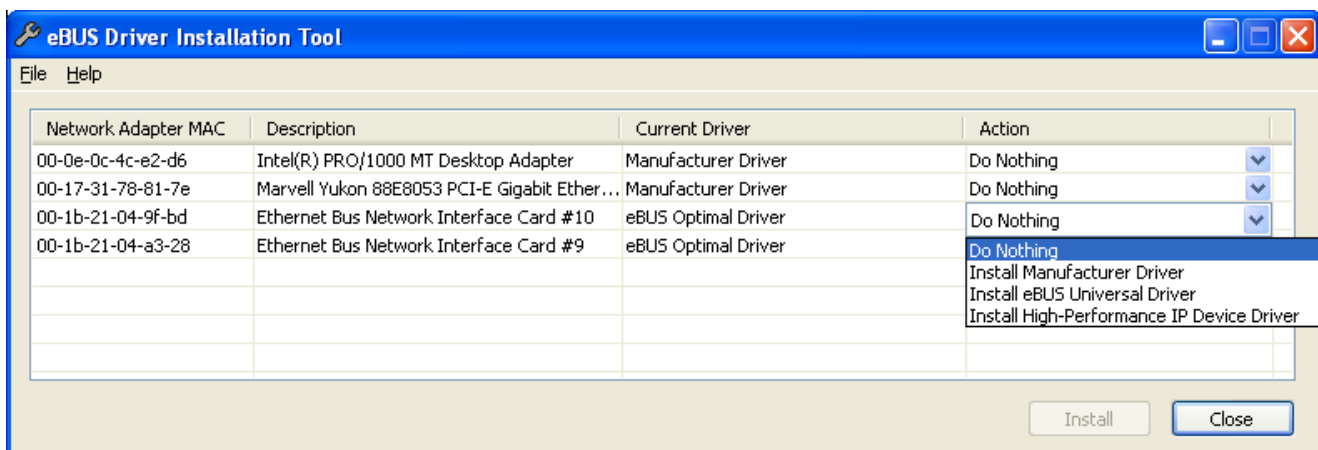 eBUS Driver Installation Tool
File Help
Network Adapter MAC Description Current Driver Action
00-0e-0c-4c-e2-d6 Intel(R) PRO/1000 MT Desktop Adapter Manufacturer Driver Do Nothing
00-17-31-78-81-7e Marvell Yukon 88E8053 PCI-E Gigabit Ether... Manufacturer Driver Do Nothing
00-1b-21-04-9f-bd Ethernet Bus Network Interface Card #10 eBUS Optimal Driver Do Nothing
00-1b-21-04-a3-28 Ethernet Bus Network Interface Card #9 eBUS Optimal Driver
Do Nothing
Install Manufacturer Driver
Install eBUS Universal Driver
Install High-Performance IP Device Driver
Install Close